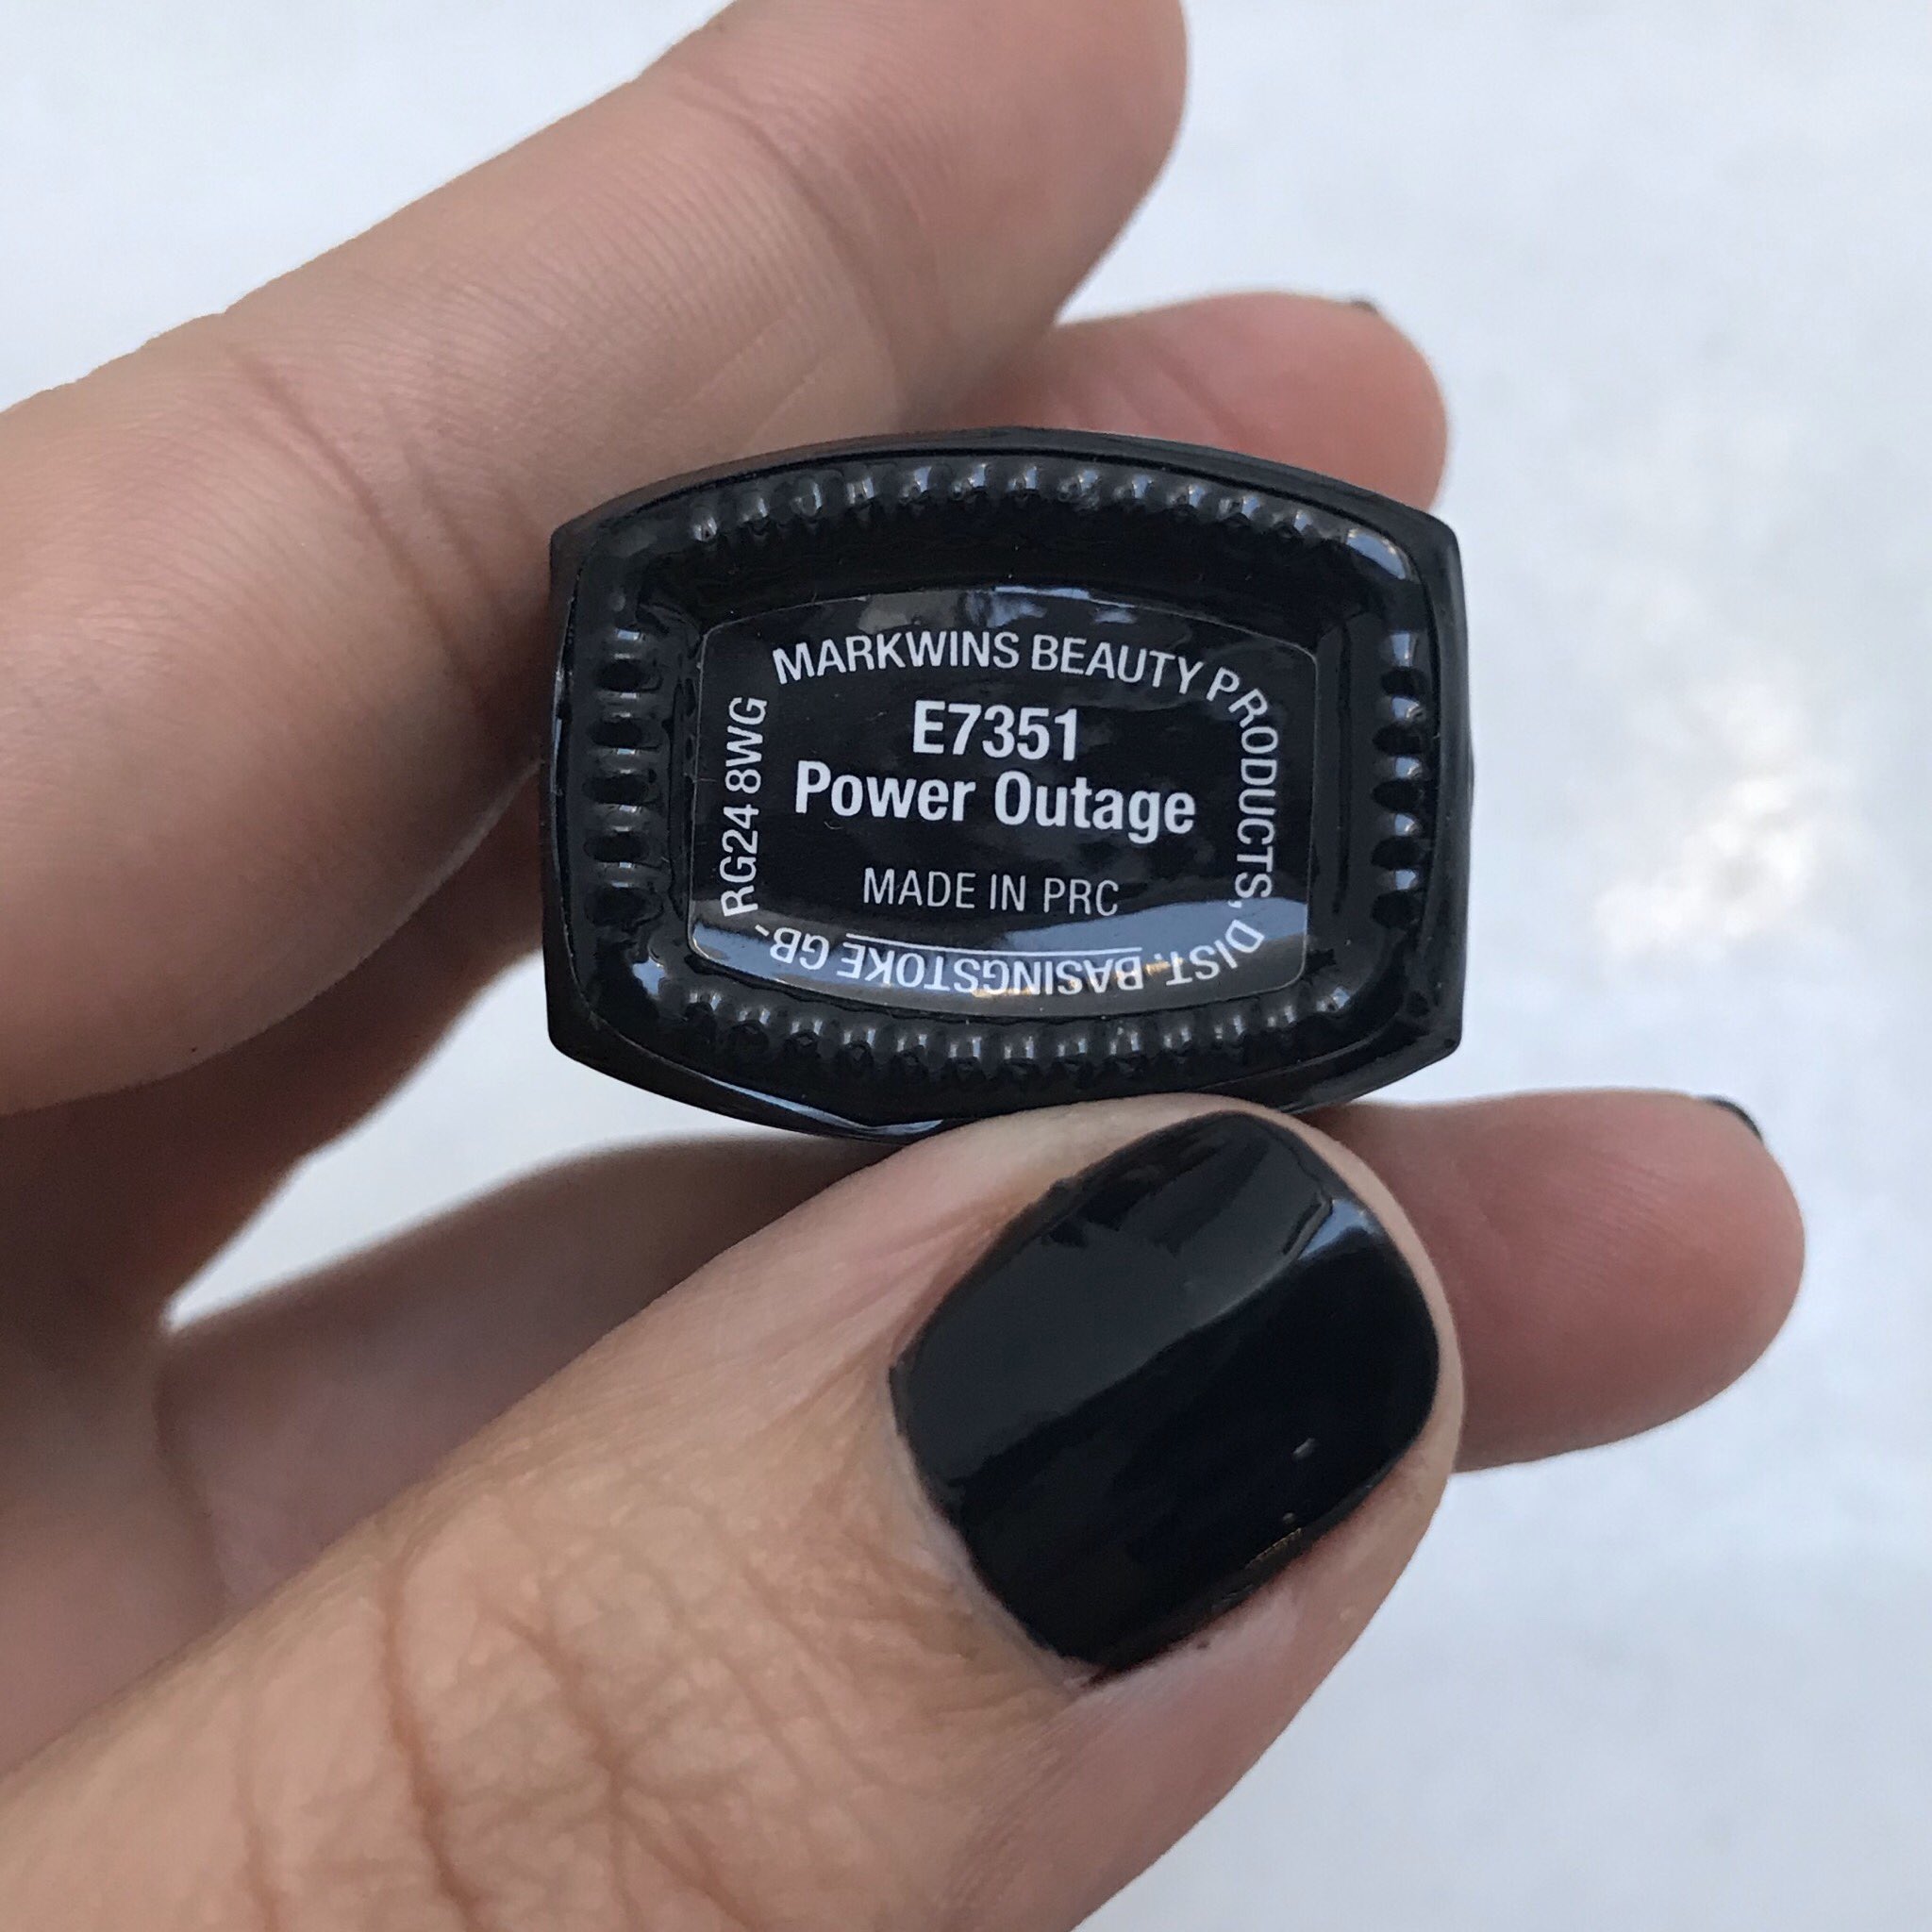 MARKWINS BEAUTY PRODUCTS, DIST. BASINGSTOKE GB- RG24 8WG
E7351
Power Outage
MADE IN PRC